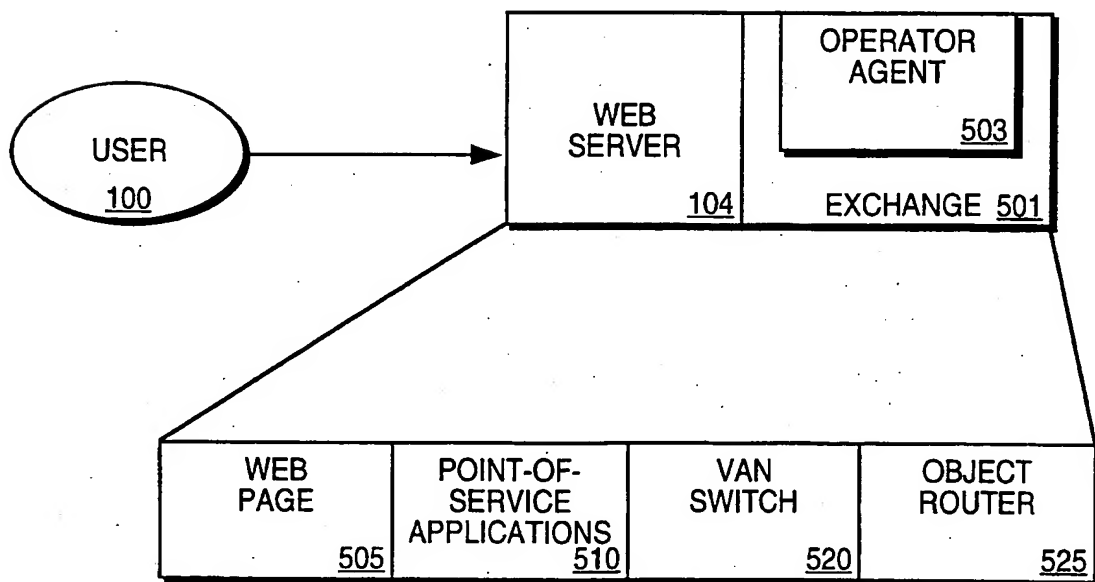 USER
100
WEB
SERVER
104
OPERATOR
AGENT
503
EXCHANGE 501
WEB
PAGE
505
POINT-OF-
SERVICE
APPLICATIONS
510
VAN
SWITCH
520
OBJECT
ROUTER
525